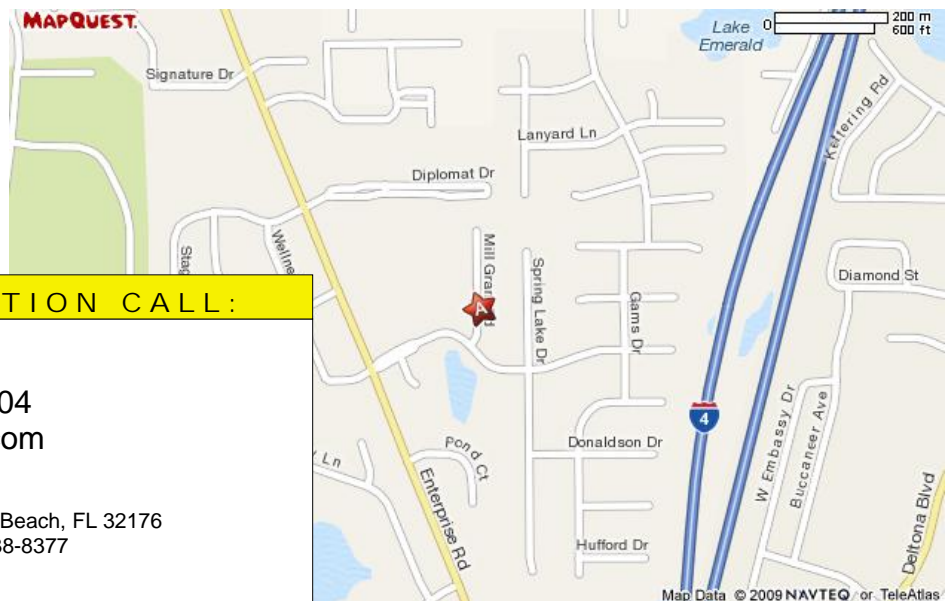 MAPQUEST.
0 200 m
600 ft
Lake
Emerald
Signature Dr
Kettering Rd
Lanyard Ln
Diplomat Dr
Mill
Spring Lake Dr
Gams Dr
Diamond St
TION CALL:
04
om
Beach, FL 32176
38-8377
A
4
W Embassy Dr
Buccaneer Ave
Donaldson Dr
Pond Ct
Ln
Enterprise Rd
Deltona Blvd
Hufford Dr
Map Data © 2009 NAVTEQ or TeleAtlas